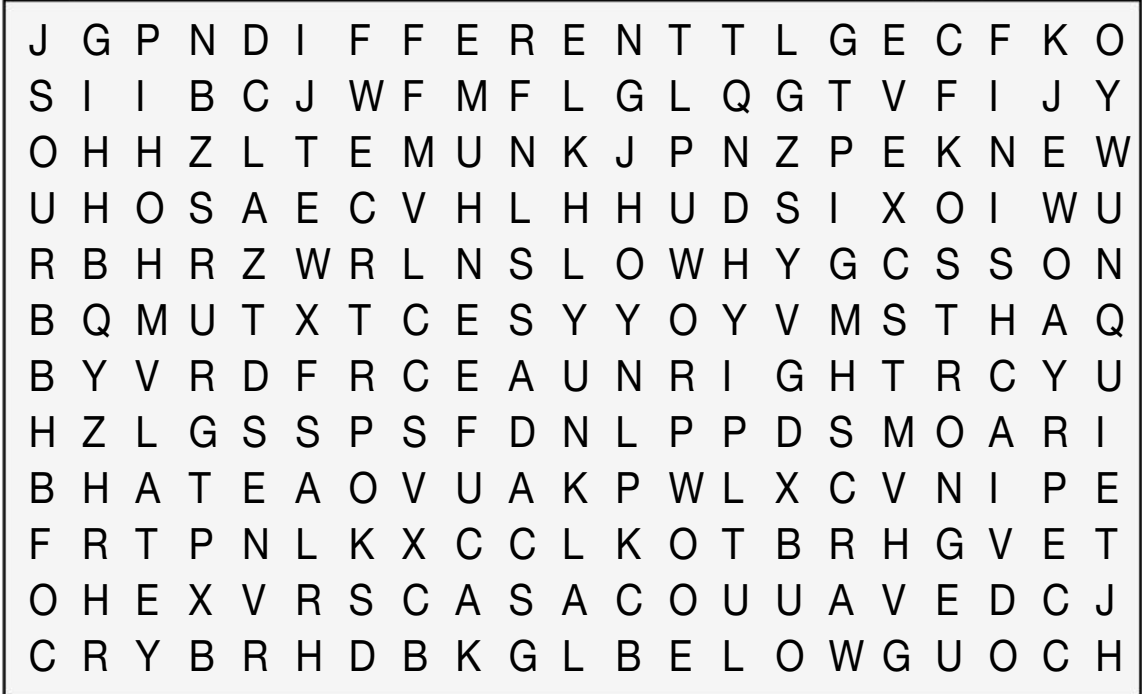 J G P N D I F F E R E N T T L G E C F K O
S I I B C J W F M F L G L Q G T V F I J Y
O H H Z L T E M U N K J P N Z P E K N E W
U H O S A E C V H L H H U D S I X O I W U
R B H R Z W R L N S L O W H Y G C S S O N
B Q M U T X T C E S Y Y O Y V M S T H A Q
B Y V R D F R C E A U N R I G H T R C Y U
H Z L G S S P S F D N L P P D S M O A R I
B H A T E A O V U A K P W L X C V N I P E
F R T P N L K X C C L K O T B R H G V E T
O H E X V R S C A S A C O U U A V E D C J
C R Y B R H D B K G L B E L O W G U O C H